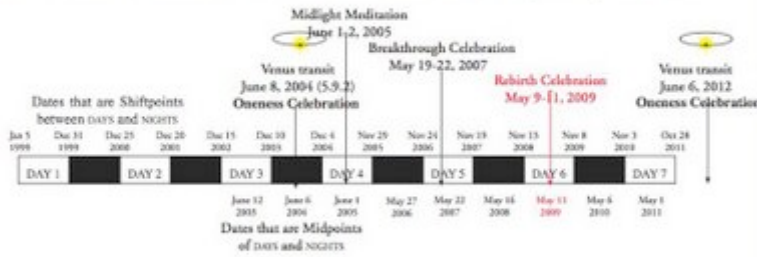 Midlight Meditation
June 1-2, 2005
Breakthrough Celebration
May 19-22, 2007
Venus transit
June 8, 2004 (5.9.2)
Oneness Celebration
Rebirth Celebration
May 9-11, 2009
Venus transit
June 6, 2012
Oneness Celebration
Dates that are Shiftpoints
between DAYS and NIGHTS
Jan 5 Dec 31 Dec 25 Dec 20 Dec 15 Dec 10 Dec 4 Nov 29 Nov 24 Nov 19 Nov 13 Nov 8 Nov 3 Oct 28
1999 1999 2000 2001 2002 2003 2004 2005 2006 2007 2008 2009 2010 2011
DAY 1 DAY 2 DAY 3 DAY 4 DAY 5 DAY 6 DAY 7
June 12 June 6 June 1 May 27 May 22 May 16 May 11 May 6 May 1
2003 2004 2005 2006 2007 2008 2009 2010 2011
Dates that are Midpoints
of DAYS and NIGHTS